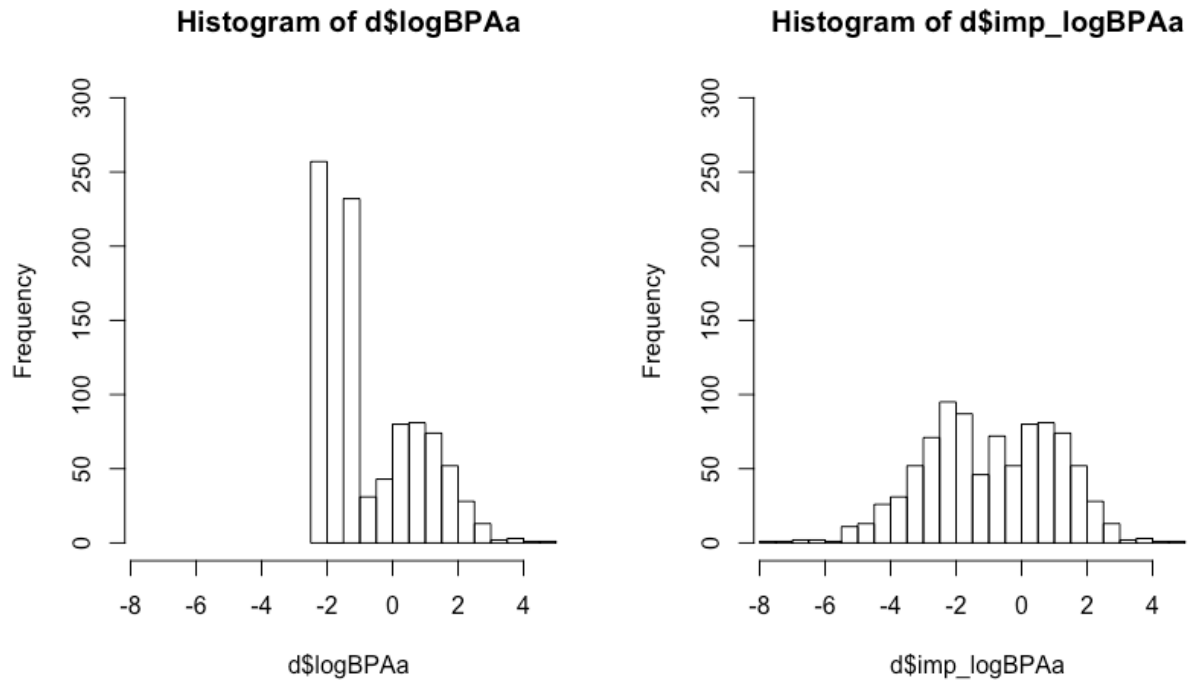 Histogram of d$logBPAa
Frequency
300
250
200
150
100
50
0
-8 -6 -4 -2 0 2 4
d$logBPAa
Histogram of d$imp_logBPAa
Frequency
300
250
200
150
100
50
0
-8 -6 -4 -2 0 2 4
d$imp_logBPAa